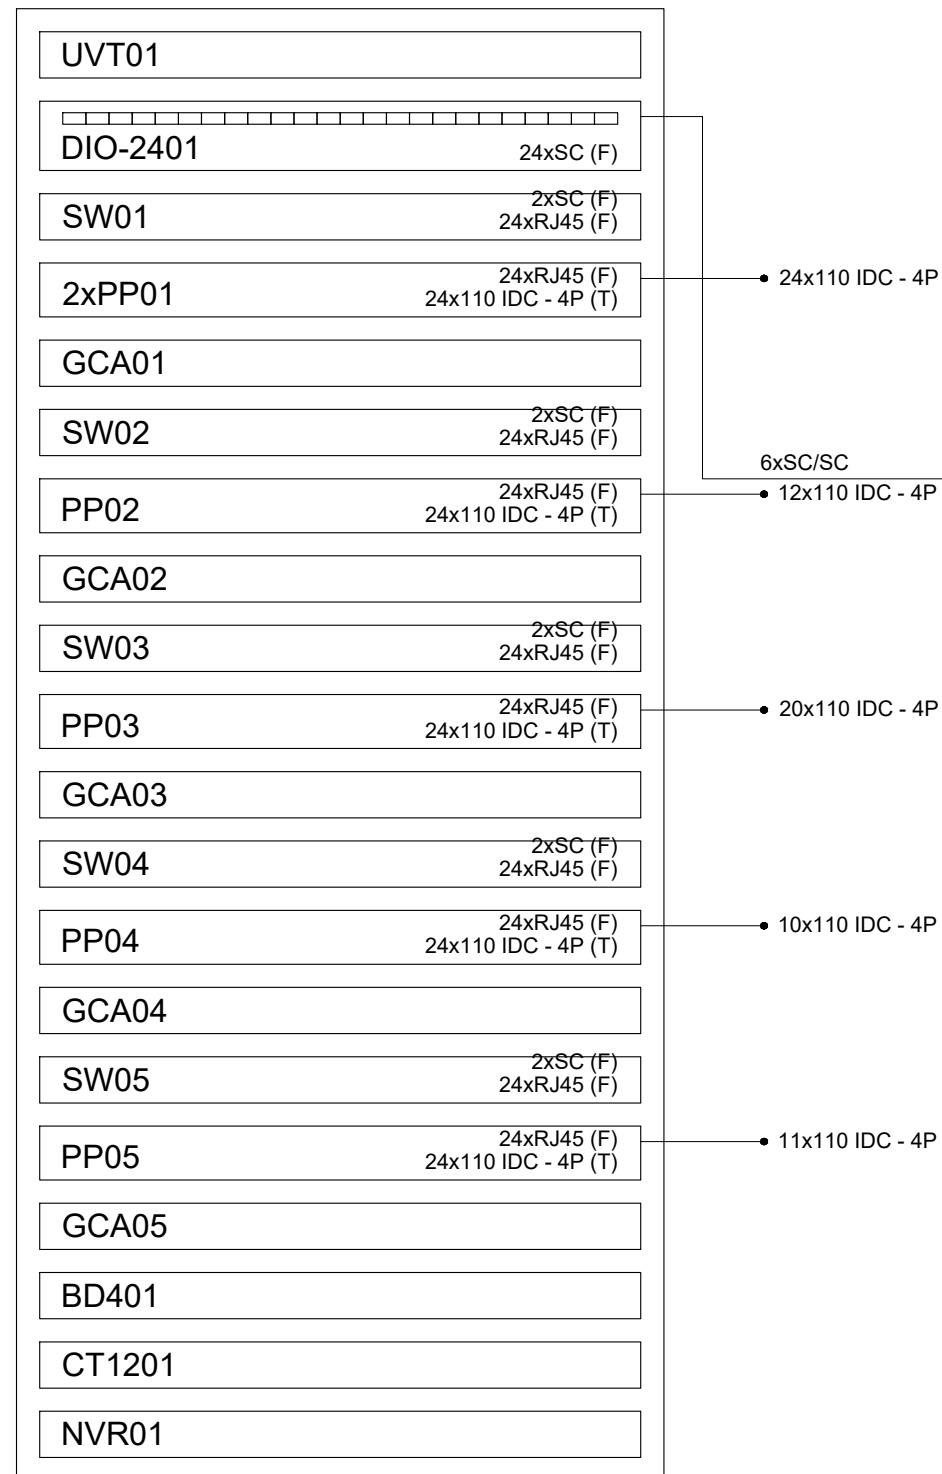 UVT01
DIO-2401
24xSC (F)
SW01
2xSC (F)
24xRJ45 (F)
2xPP01
24xRJ45 (F)
24x110 IDC - 4P (T)
24x110 IDC - 4P
GCA01
SW02
2xSC (F)
24xRJ45 (F)
6xSC/SC
PP02
24xRJ45 (F)
24x110 IDC - 4P (T)
12x110 IDC - 4P
GCA02
SW03
2xSC (F)
24xRJ45 (F)
PP03
24xRJ45 (F)
24x110 IDC - 4P (T)
20x110 IDC - 4P
GCA03
SW04
2xSC (F)
24xRJ45 (F)
PP04
24xRJ45 (F)
24x110 IDC - 4P (T)
10x110 IDC - 4P
GCA04
SW05
2xSC (F)
24xRJ45 (F)
PP05
24xRJ45 (F)
24x110 IDC - 4P (T)
11x110 IDC - 4P
GCA05
BD401
CT1201
NVR01